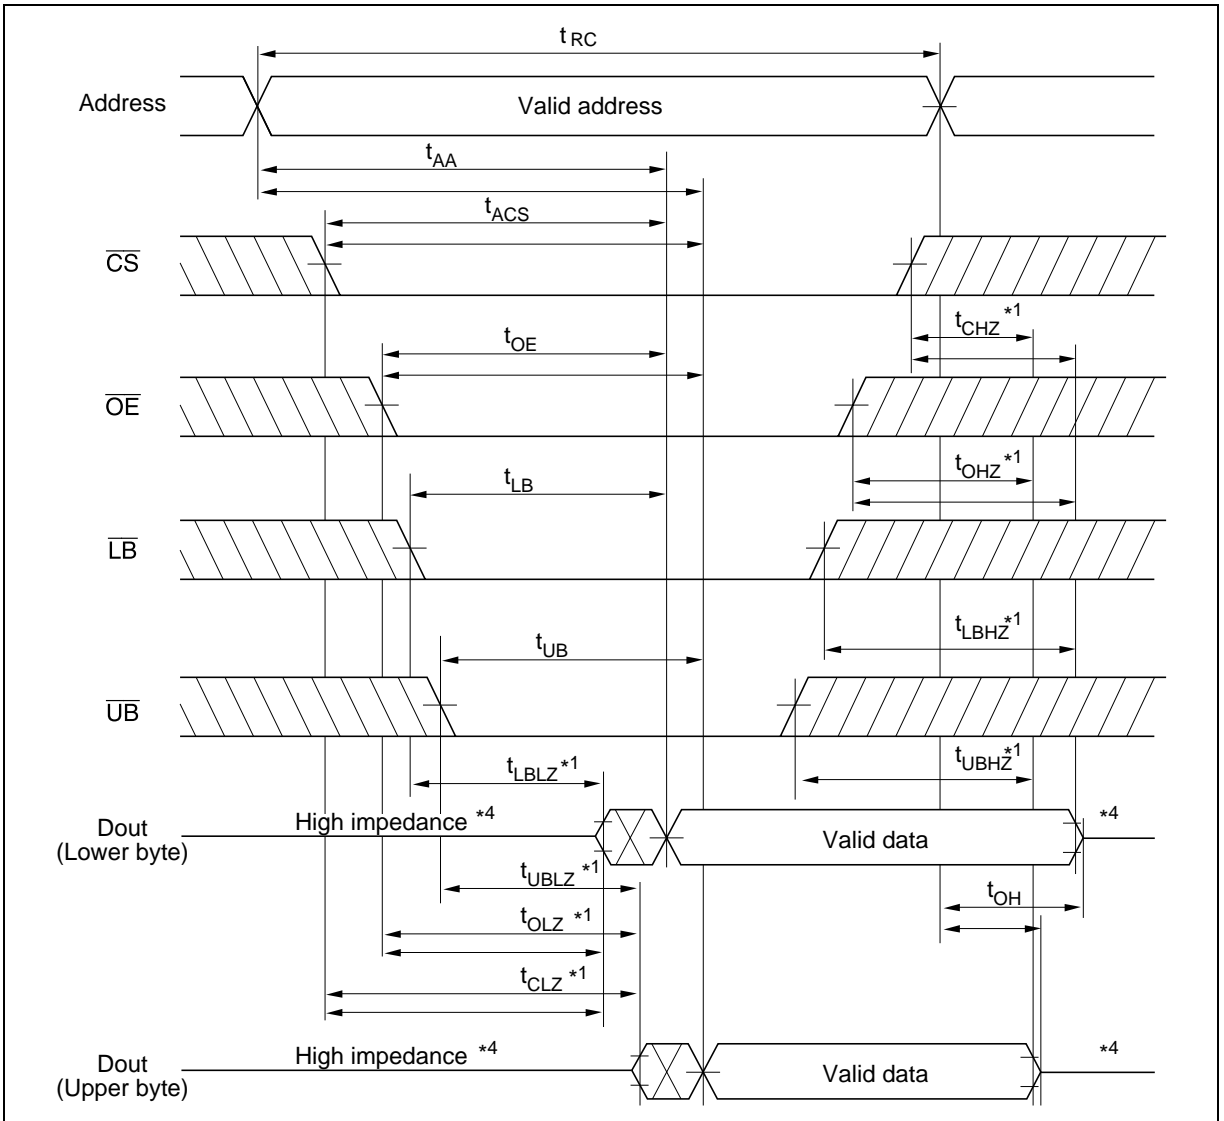 t RC
Address
Valid address
tAA
tACS
CS
tCHZ *1
tOE
OE
tOHZ *1
tLB
LB
tLBHZ *1
tUB
UB
tUBHZ *1
tLBLZ *1
High impedance *4
Dout
(Lower byte)
Valid data
*4
tUBLZ *1
tOH
tOLZ *1
tCLZ *1
High impedance *4
Dout
(Upper byte)
Valid data
*4